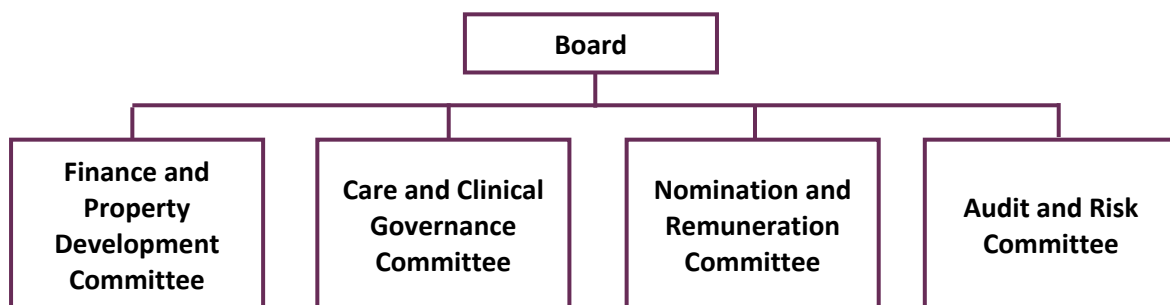 Board
Finance and
Property
Development
Committee
Care and Clinical
Governance
Committee
Nomination and
Remuneration
Committee
Audit and Risk
Committee